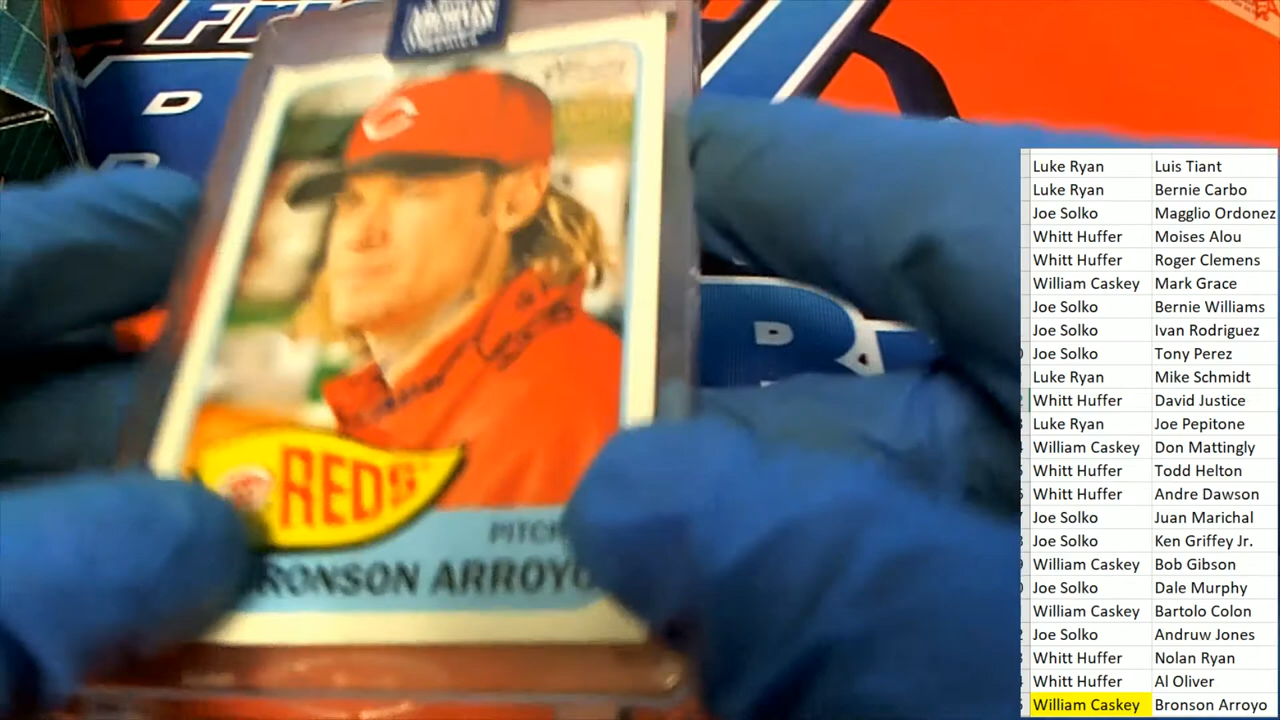 ARCHIVES
SERIES
Heritage
REDS
PITCH
RONSON ARROYO
D
D
Luke Ryan Luis Tiant
Luke Ryan Bernie Carbo
Joe Solko Magglio Ordonez
Whitt Huffer Moises Alou
Whitt Huffer Roger Clemens
William Caskey Mark Grace
Joe Solko Bernie Williams
Joe Solko Ivan Rodriguez
Joe Solko Tony Perez
Luke Ryan Mike Schmidt
Whitt Huffer David Justice
Luke Ryan Joe Pepitone
William Caskey Don Mattingly
Whitt Huffer Todd Helton
Whitt Huffer Andre Dawson
Joe Solko Juan Marichal
Joe Solko Ken Griffey Jr.
William Caskey Bob Gibson
Joe Solko Dale Murphy
William Caskey Bartolo Colon
Joe Solko Andruw Jones
Whitt Huffer Nolan Ryan
Whitt Huffer Al Oliver
William Caskey Bronson Arroyo